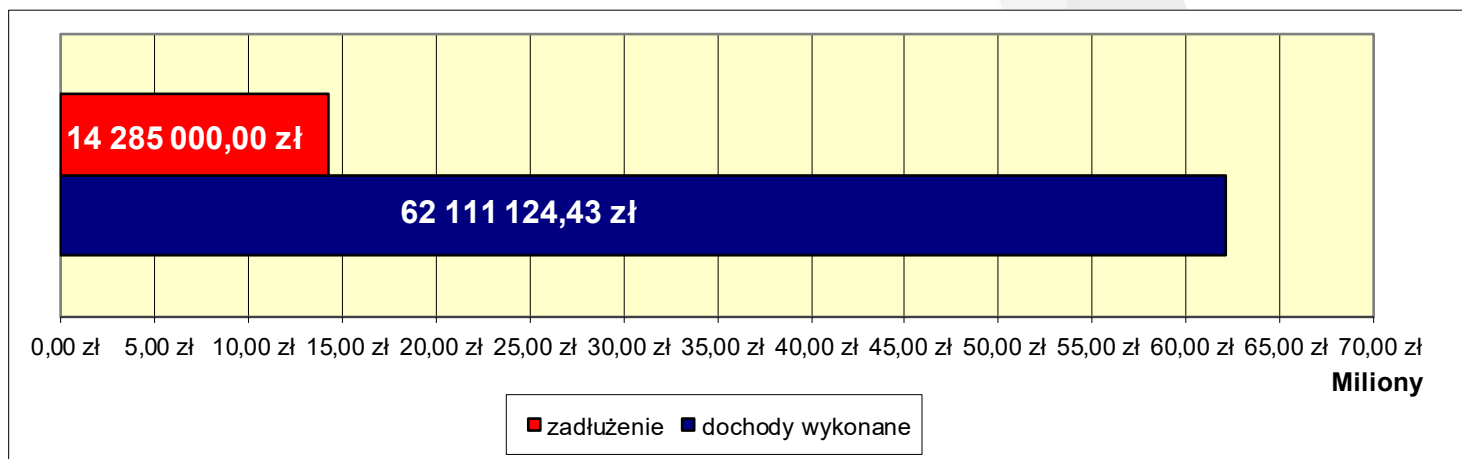 14 285 000,00 zł
62 111 124,43 zł
0,00 zł 5,00 zł 10,00 zł 15,00 zł 20,00 zł 25,00 zł 30,00 zł 35,00 zł 40,00 zł 45,00 zł 50,00 zł 55,00 zł 60,00 zł 65,00 zł 70,00 zł
Miliony
zadłużenie dochody wykonane